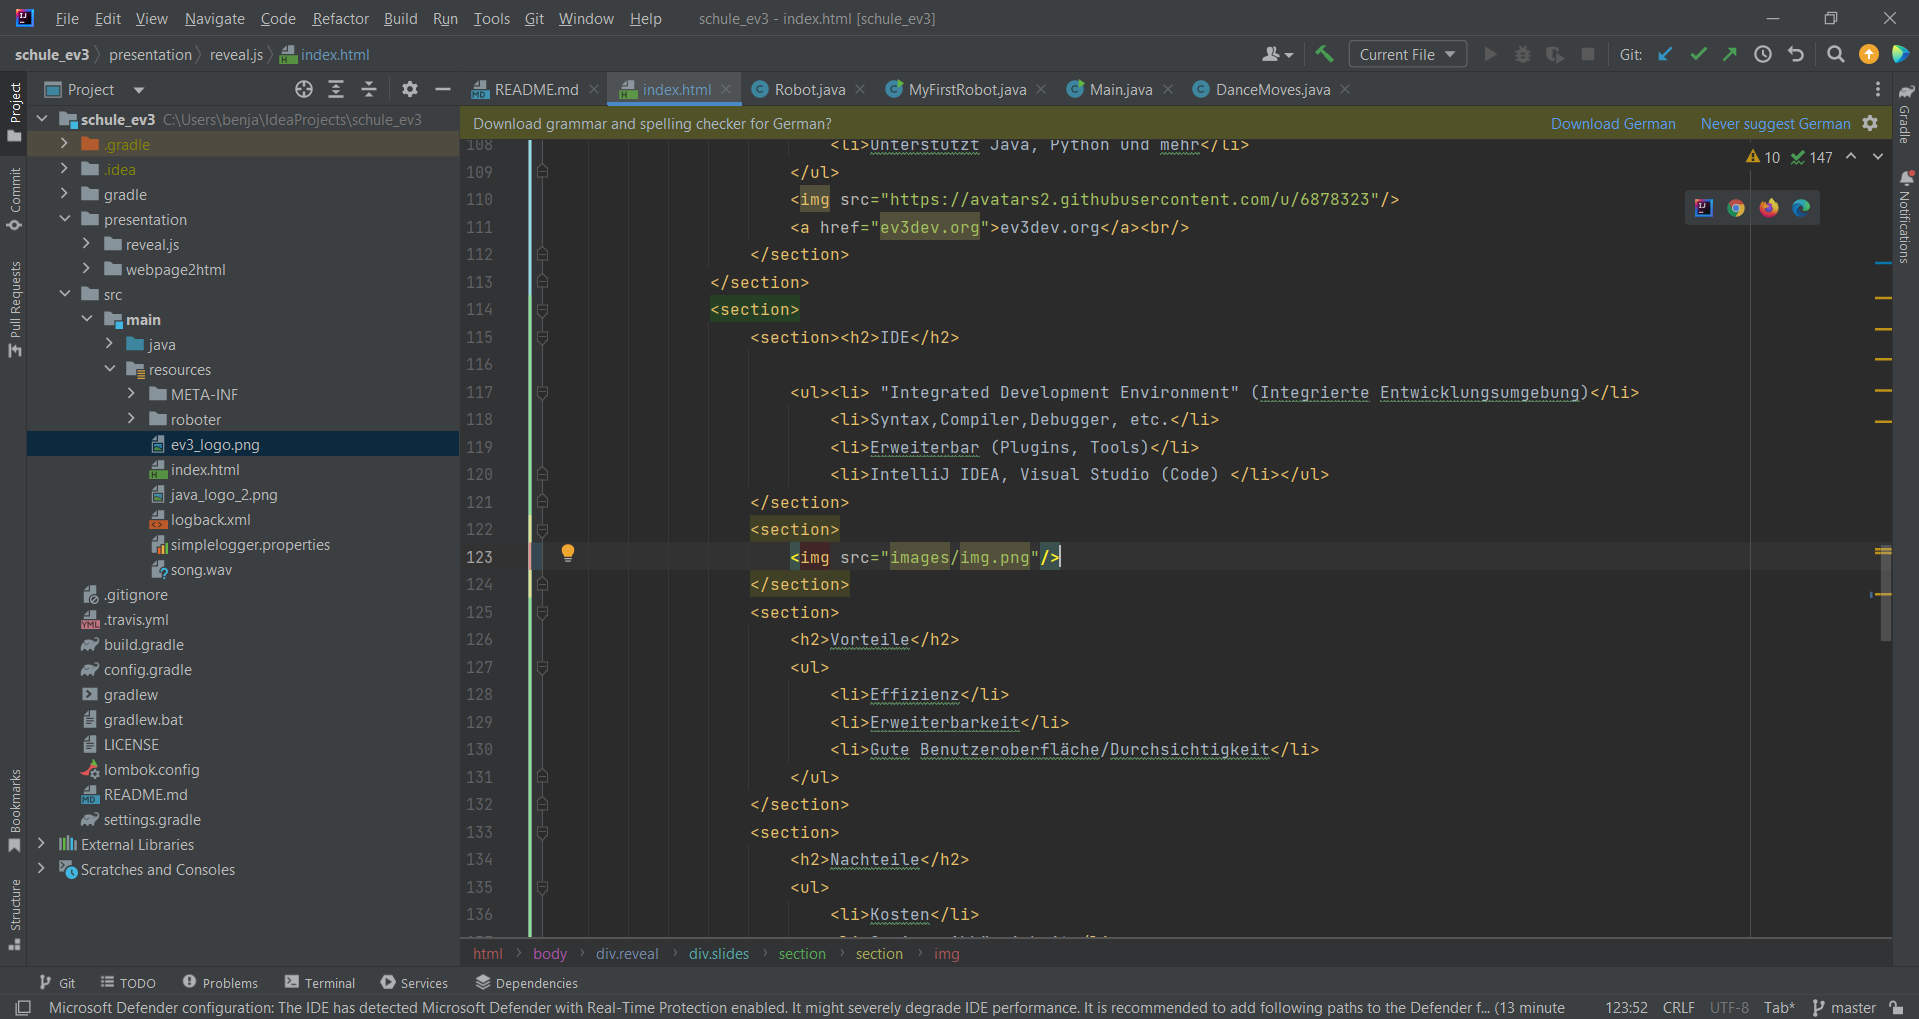 File Edit View Navigate Code Refactor Build Run Tools Git Window Help schule_ev3 - index.html [schule_ev3]
schule_ev3 presentation reveal.js index.html Current File Git:
Project README.md index.html Robot.java MyFirstRobot.java Main.java DanceMoves.java
Download grammar and spelling checker for German? Download German Never suggest German
10 147
Project
Commit
Pull Requests
Bookmarks
Structure
schule_ev3 C:\Users\benja\IdeaProjects\schule_ev3
.gradle
.idea
gradle
presentation
reveal.js
webpage2html
src
main
java
resources
META-INF
roboter
ev3_logo.png
index.html
java_logo_2.png
logback.xml
simplelogger.properties
song.wav
.gitignore
.travis.yml
build.gradle
config.gradle
gradlew
gradlew.bat
LICENSE
lombok.config
README.md
settings.gradle
External Libraries
Scratches and Consoles
108 <li>Unterstützt Java, Python und mehr</li>
109 </ul>
110 <img src="https://avatars2.githubusercontent.com/u/6878323"/>
111 <a href="ev3dev.org">ev3dev.org</a><br/>
112 </section>
113 </section>
114 <section>
115 <section><h2>IDE</h2>
116
117 <ul><li> "Integrated Development Environment" (Integrierte Entwicklungsumgebung)</li>
118 <li>Syntax,Compiler,Debugger, etc.</li>
119 <li>Erweiterbar (Plugins, Tools)</li>
120 <li>IntelliJ IDEA, Visual Studio (Code) </li></ul>
121 </section>
122 <section>
123 <img src="images/img.png"/>
124 </section>
125 <section>
126 <h2>Vorteile</h2>
127 <ul>
128 <li>Effizienz</li>
129 <li>Erweiterbarkeit</li>
130 <li>Gute Benutzeroberfläche/Durchsichtigkeit</li>
131 </ul>
132 </section>
133 <section>
134 <h2>Nachteile</h2>
135 <ul>
136 <li>Kosten</li>
Gradle
Notifications
html body div.reveal div.slides section section img
Git TODO Problems Terminal Services Dependencies
Microsoft Defender configuration: The IDE has detected Microsoft Defender with Real-Time Protection enabled. It might severely degrade IDE performance. It is recommended to add following paths to the Defender f... (13 minute 123:52 CRLF UTF-8 Tab* master